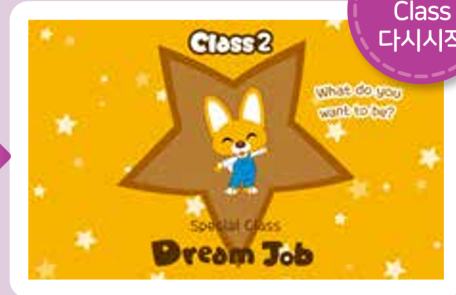 Class
다시시작
Class 2
What do you
want to be?
Special Class
Dream Job